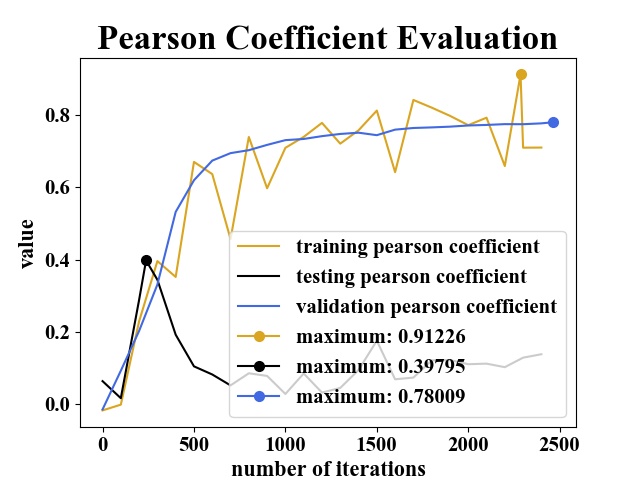 Pearson Coefficient Evaluation
value
0.8
0.6
0.4
0.2
0.0
training pearson coefficient
testing pearson coefficient
validation pearson coefficient
maximum: 0.91226
maximum: 0.39795
maximum: 0.78009
0 500 1000 1500 2000 2500
number of iterations